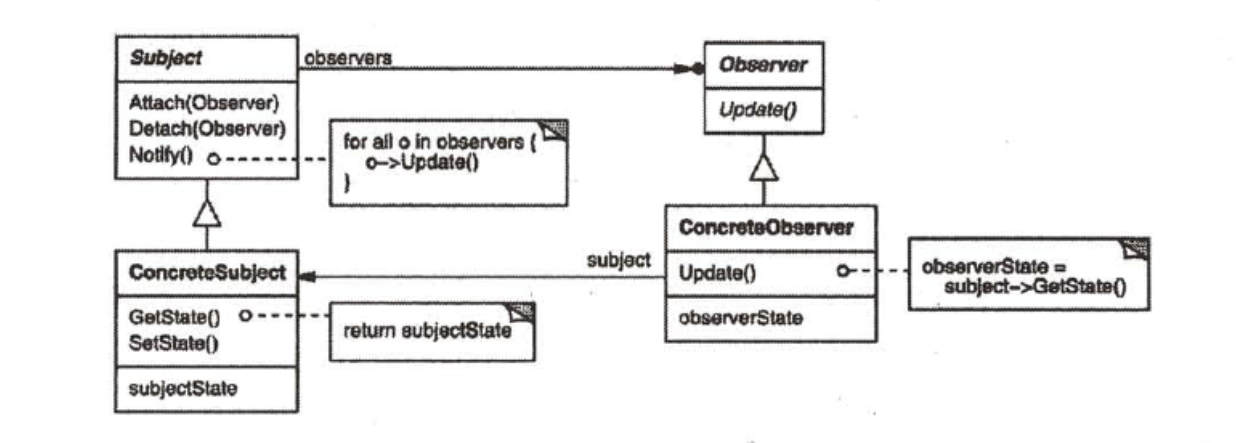 Subject
Attach(Observer)
Detach(Observer)
Notify()
observers
for all o in observers {
o->Update()
}
Observer
Update()
ConcreteSubject
GetState()
SetState()
subjectState
return subjectState
subject
ConcreteObserver
Update()
observerState
observerState =
subject->GetState()